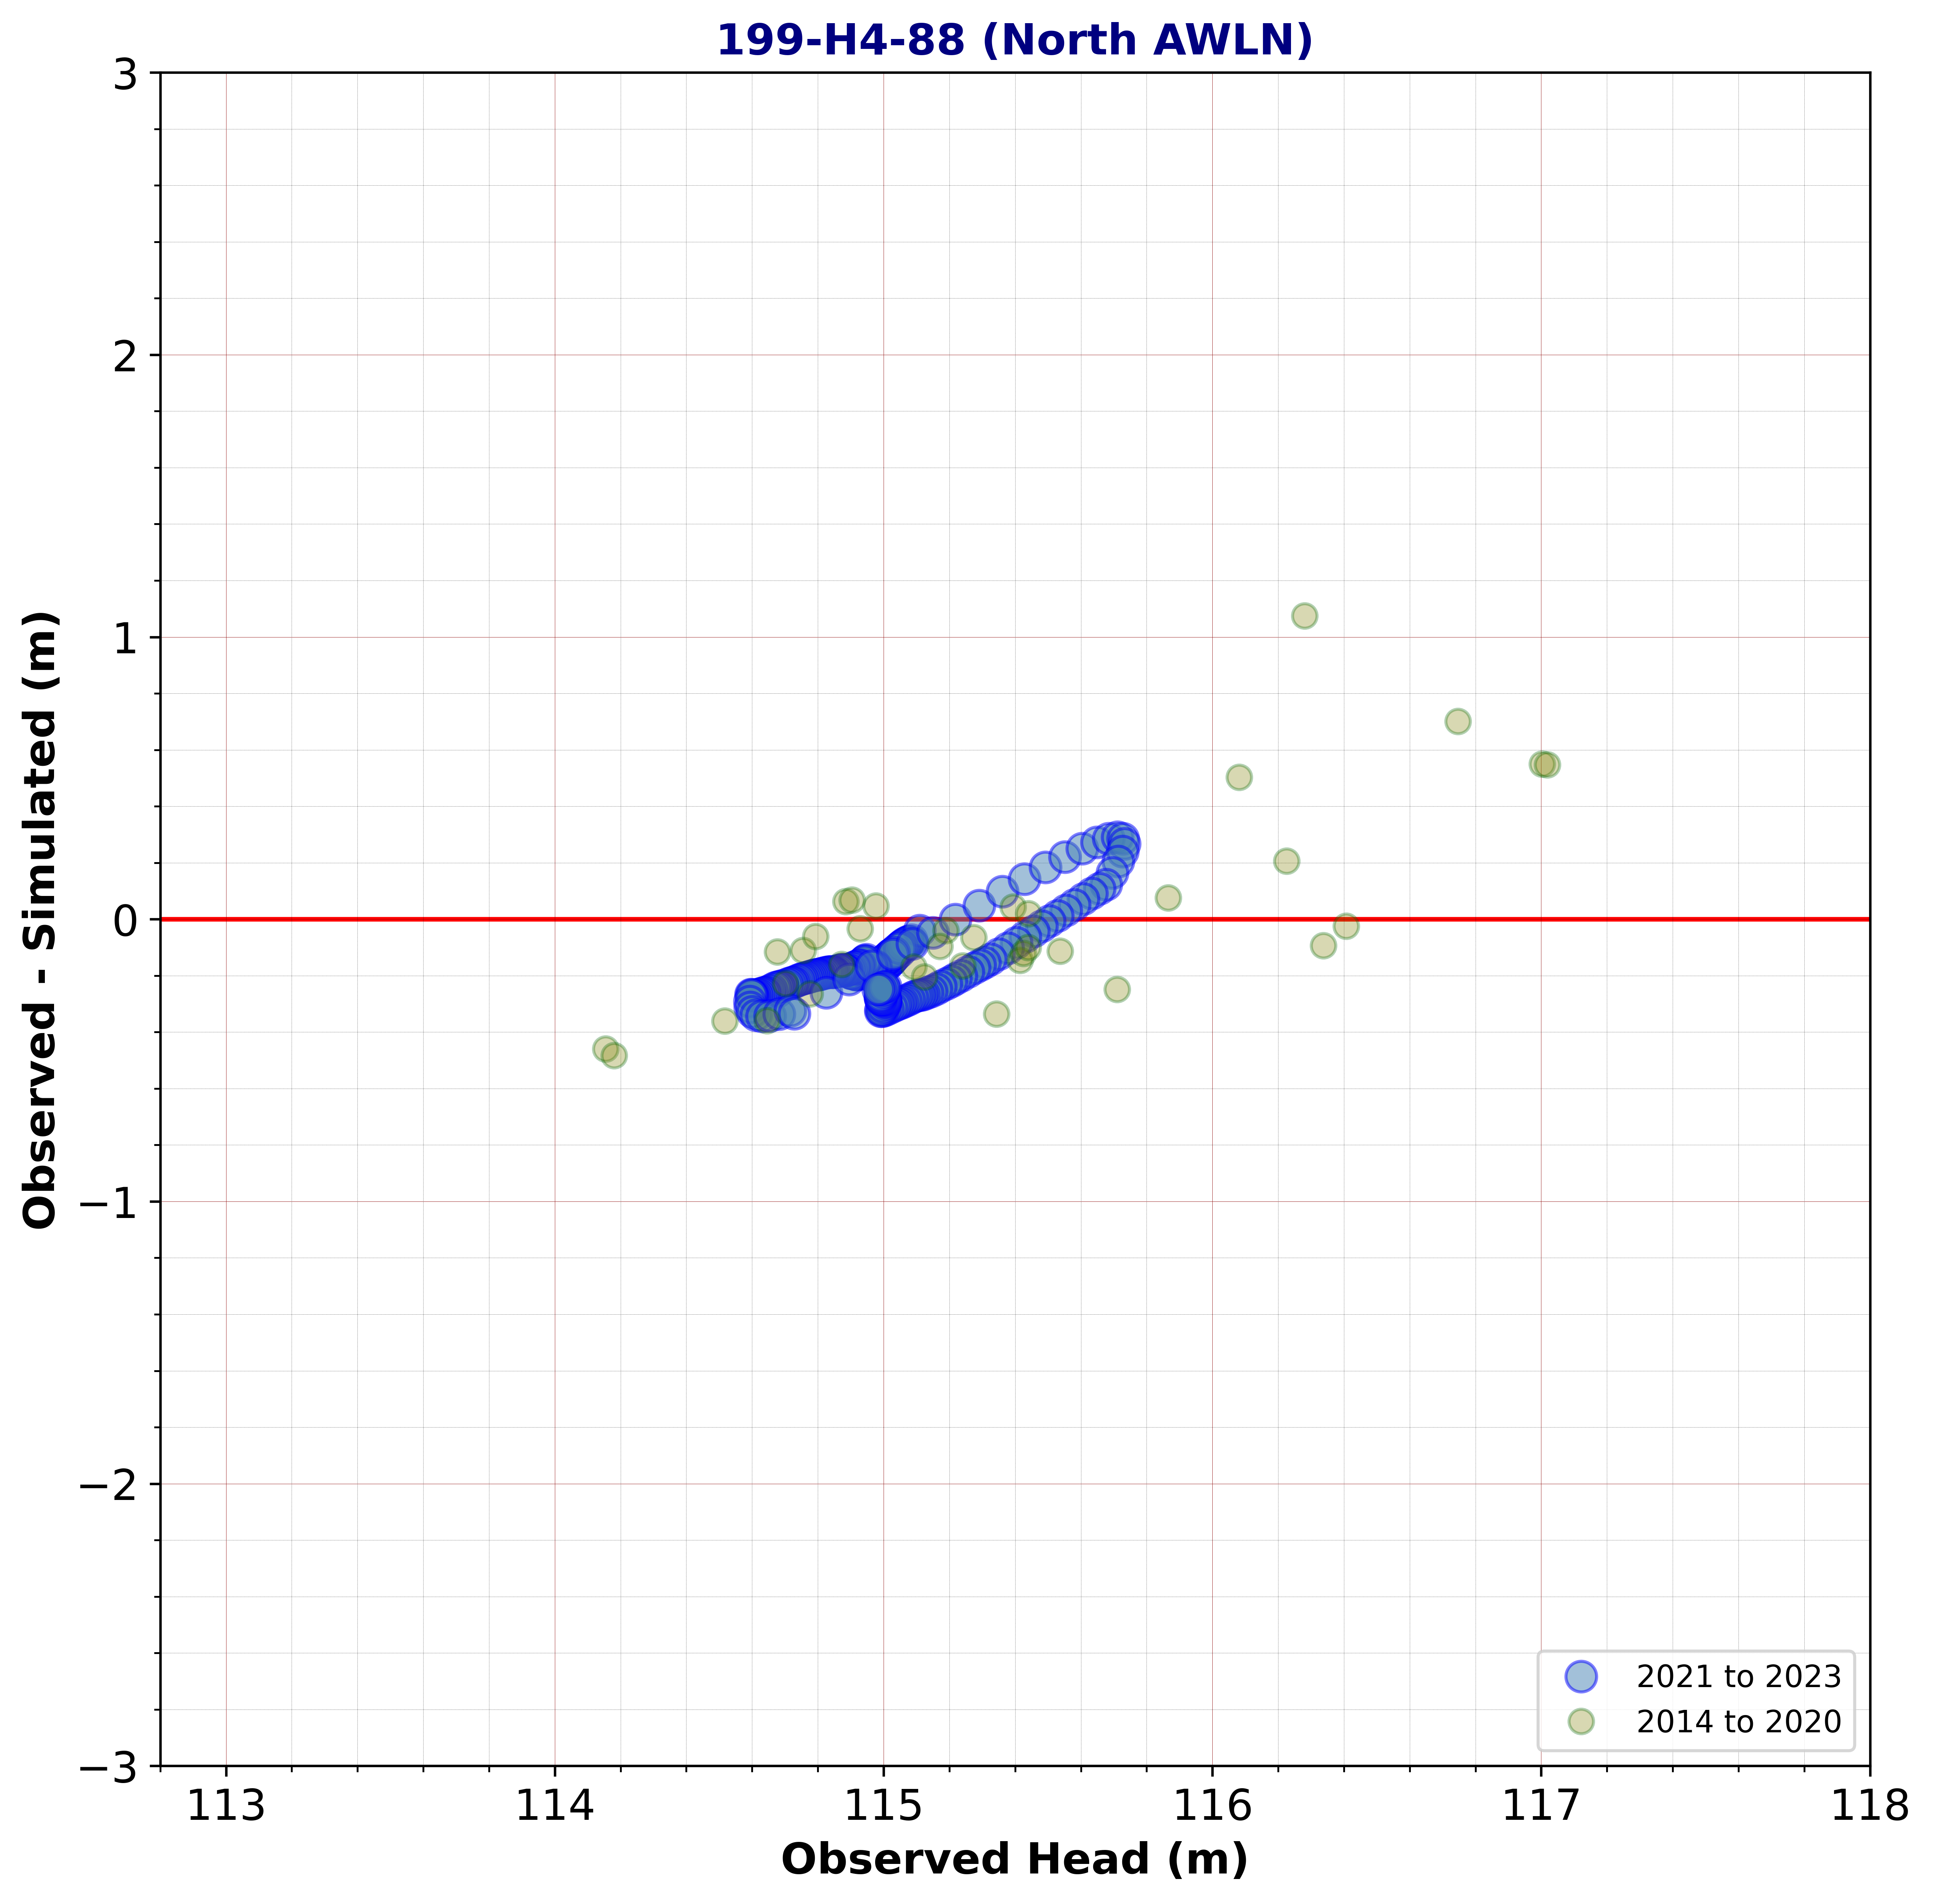 199-H4-88 (North AWLN)
3
2
1
0
−1
−2
−3
Observed - Simulated (m)
2021 to 2023
2014 to 2020
113 114 115 116 117 118
Observed Head (m)